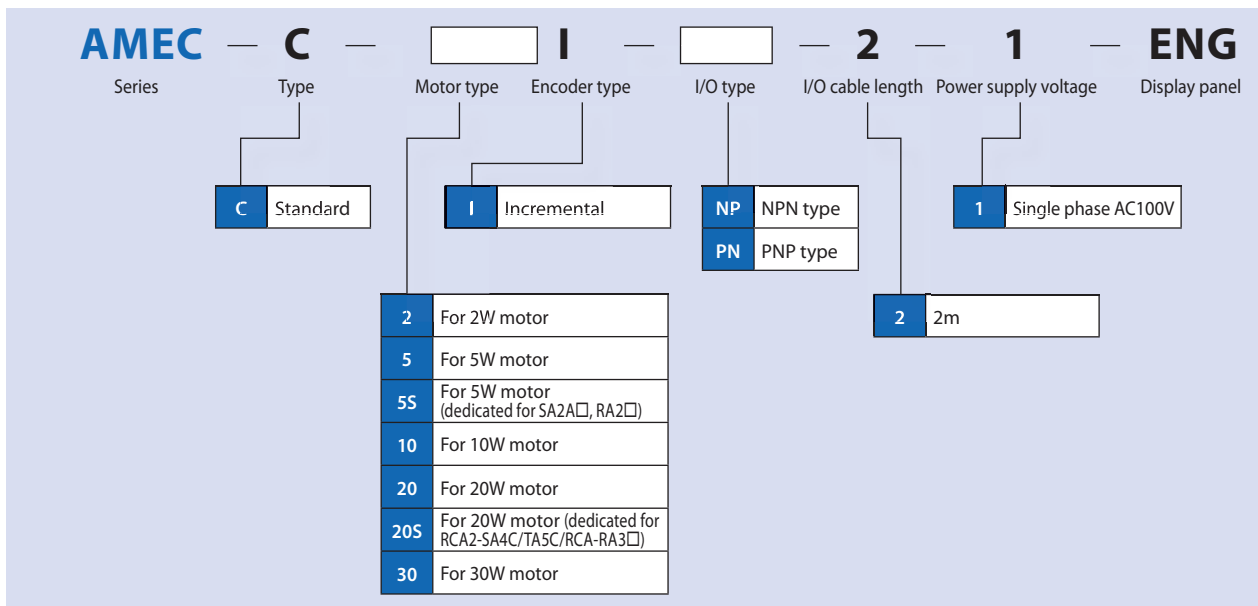 AMEC — C — I — — 2 — 1 — ENG
Series Type Motor type Encoder type I/O type I/O cable length Power supply voltage Display panel
C Standard
I Incremental
NP NPN type
PN PNP type
1 Single phase AC100V
2 2m
2 For 2W motor
5 For 5W motor
5S For 5W motor
(dedicated for SA2A□, RA2□)
10 For 10W motor
20 For 20W motor
20S For 20W motor (dedicated for
RCA2-SA4C/TA5C/RCA-RA3□)
30 For 30W motor